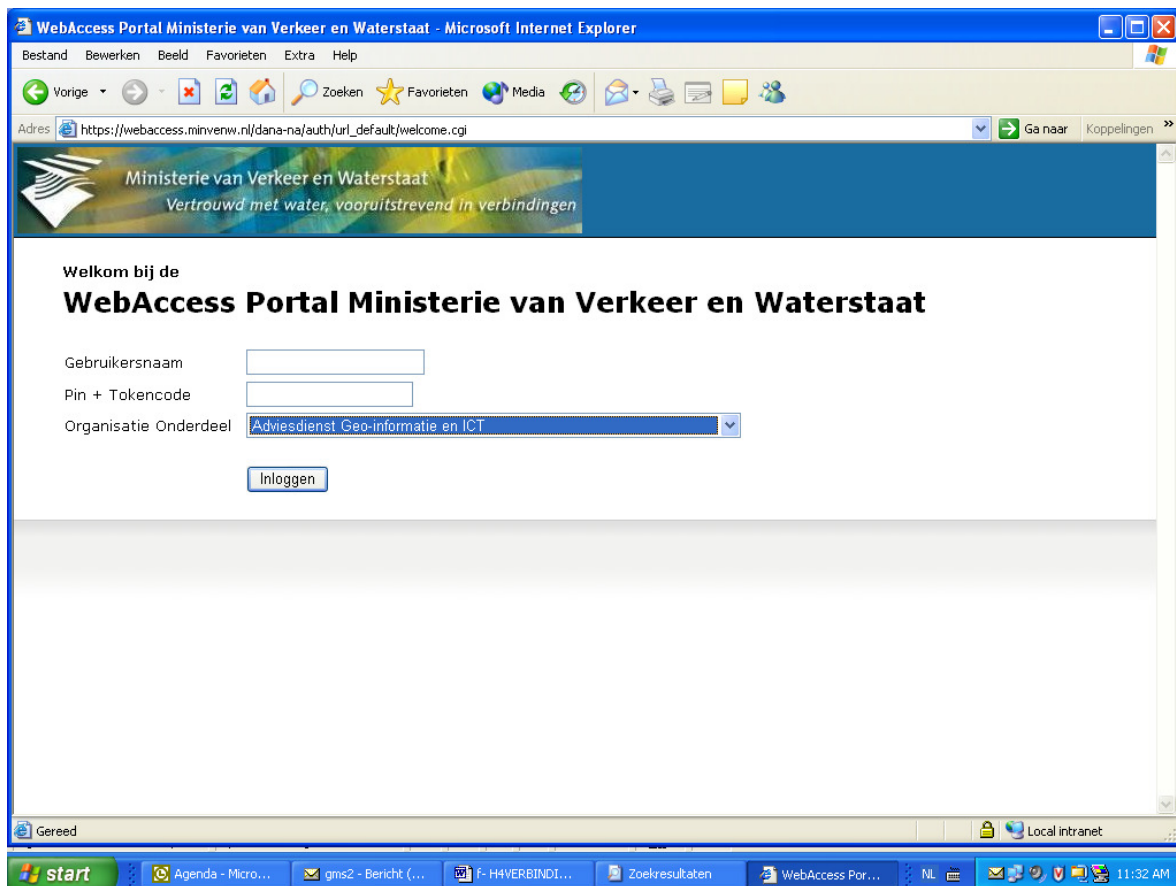 WebAccess Portal Ministerie van Verkeer en Waterstaat - Microsoft Internet Explorer
Bestand Bewerken Beeld Favorieten Extra Help
Vorige Zoeken Favorieten Media
Adres https://webaccess.minvenw.nl/dana-na/auth/url_default/welcome.cgi Ga naar Koppelingen »
Ministerie van Verkeer en Waterstaat
Vertrouwd met water, vooruitstrevend in verbindingen
Welkom bij de
WebAccess Portal Ministerie van Verkeer en Waterstaat
Gebruikersnaam
Pin + Tokencode
Organisatie Onderdeel Adviesdienst Geo-informatie en ICT
Inloggen
Gereed Local intranet
start Agenda - Micro... gms2 - Bericht (... f- H4VERBINDI... Zoekresultaten WebAccess Por... NL 11:32 AM